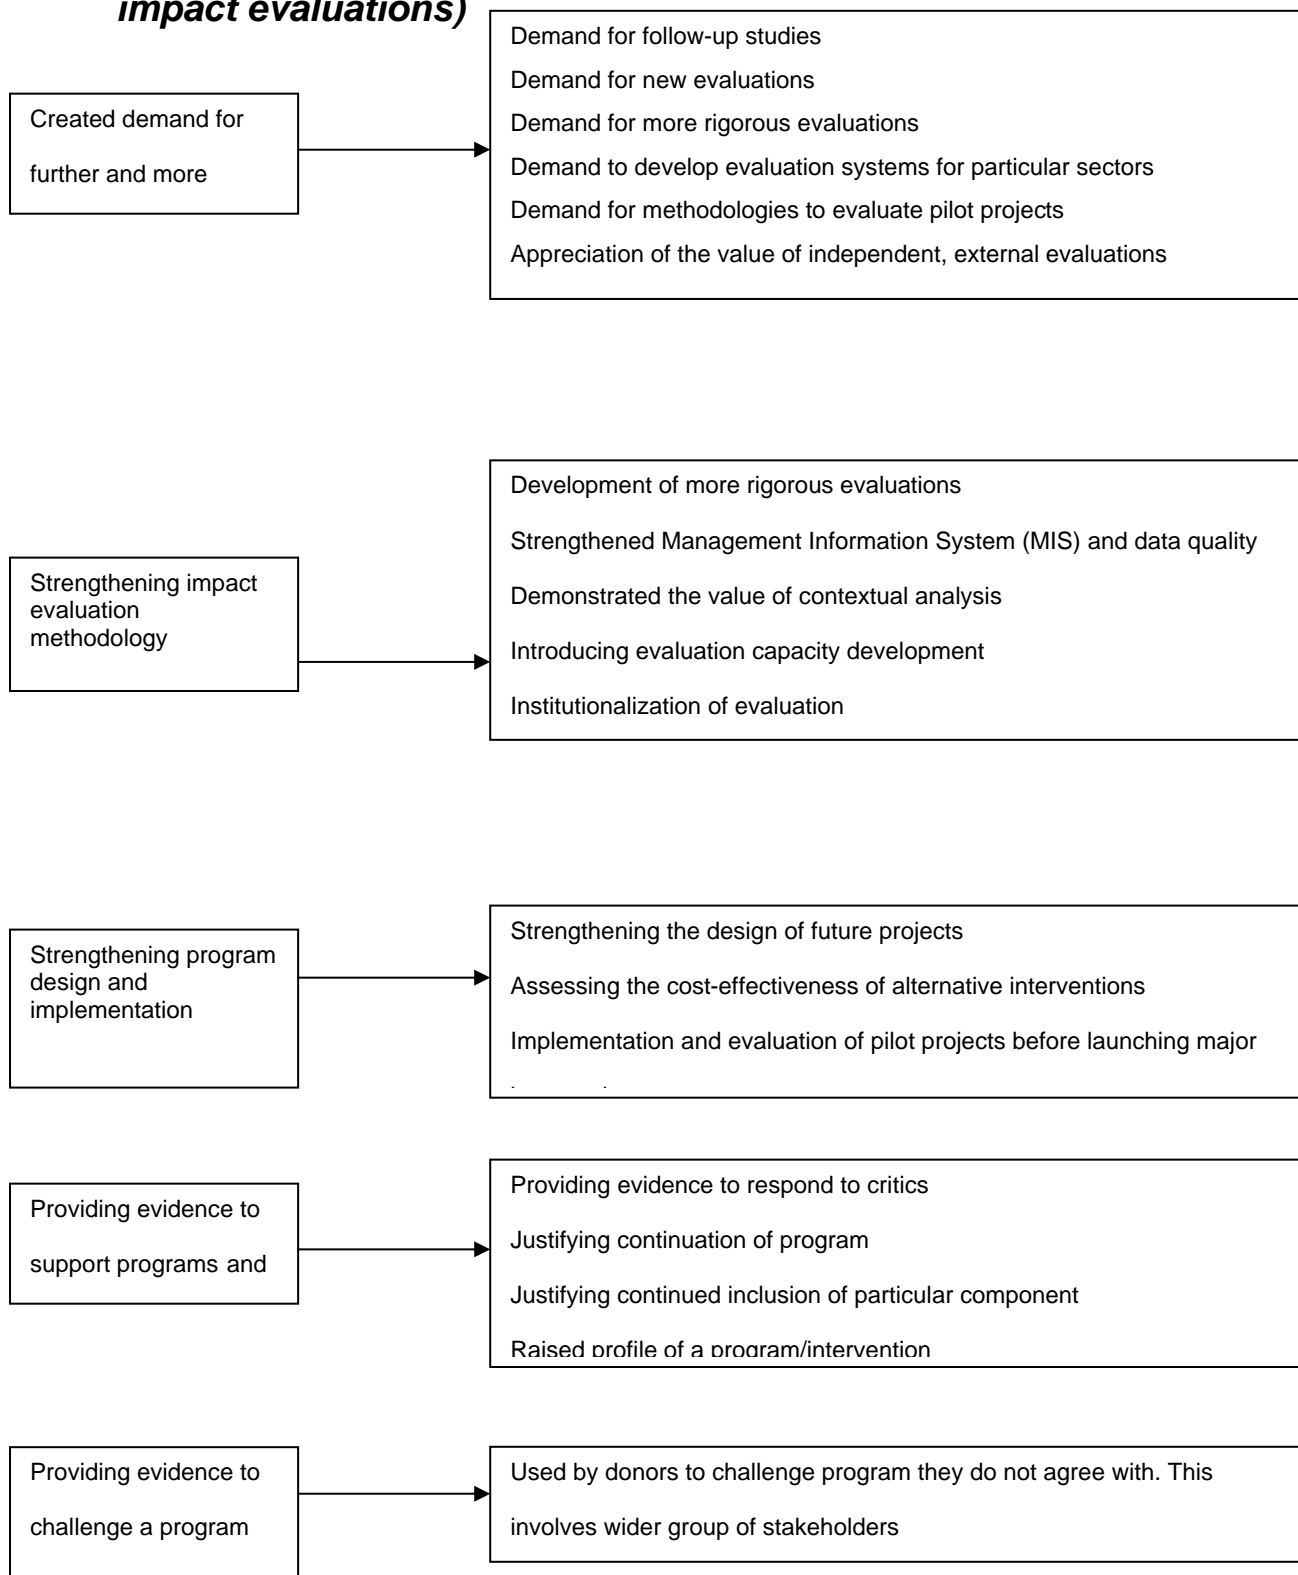 impact evaluations)
Created demand for
further and more
Demand for follow-up studies
Demand for new evaluations
Demand for more rigorous evaluations
Demand to develop evaluation systems for particular sectors
Demand for methodologies to evaluate pilot projects
Appreciation of the value of independent, external evaluations
Strengthening impact
evaluation
methodology
Development of more rigorous evaluations
Strengthened Management Information System (MIS) and data quality
Demonstrated the value of contextual analysis
Introducing evaluation capacity development
Institutionalization of evaluation
Strengthening program
design and
implementation
Strengthening the design of future projects
Assessing the cost-effectiveness of alternative interventions
Implementation and evaluation of pilot projects before launching major
Providing evidence to
support programs and
Providing evidence to respond to critics
Justifying continuation of program
Justifying continued inclusion of particular component
Raised profile of a program/intervention
Providing evidence to
challenge a program
Used by donors to challenge program they do not agree with. This
involves wider group of stakeholders